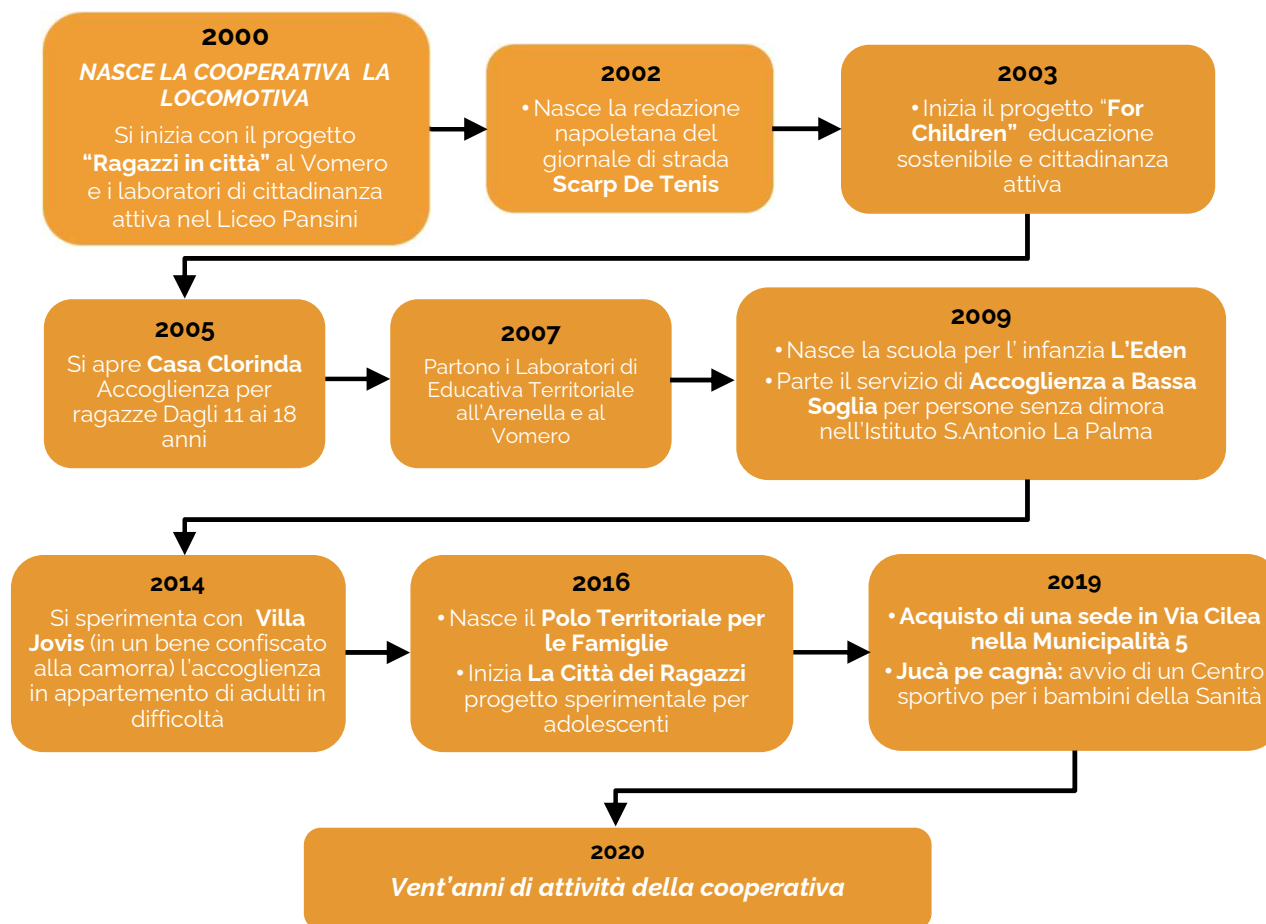 2000
NASCE LA COOPERATIVA LA
LOCOMOTIVA
Si inizia con il progetto
“Ragazzi in città” al Vomero
e i laboratori di cittadinanza
attiva nel Liceo Pansini
2002
• Nasce la redazione
napoletana del
giornale di strada
Scarp De Tenis
2003
• Inizia il progetto “For
Children” educazione
sostenibile e cittadinanza
attiva
2005
Si apre Casa Clorinda
Accoglienza per
ragazze Dagli 11 ai 18
anni
2007
Partono i Laboratori di
Educativa Territoriale
all’Arenella e al
Vomero
2009
• Nasce la scuola per l’ infanzia L’Eden
• Parte il servizio di Accoglienza a Bassa
Soglia per persone senza dimora
nell’Istituto S.Antonio La Palma
2014
Si sperimenta con Villa
Jovis (in un bene confiscato
alla camorra) l’accoglienza
in appartemento di adulti in
difficoltà
2016
• Nasce il Polo Territoriale per
le Famiglie
• Inizia La Città dei Ragazzi
progetto sperimentale per
adolescenti
2019
• Acquisto di una sede in Via Cilea
nella Municipalità 5
• Jucà pe cagnà: avvio di un Centro
sportivo per i bambini della Sanità
2020
Vent’anni di attività della cooperativa